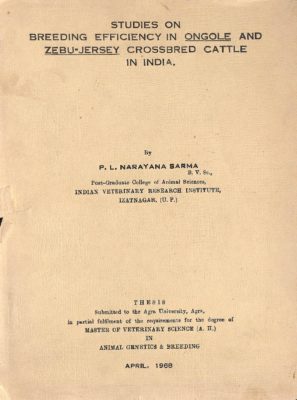 STUDIES ON
BREEDING EFFICIENCY IN ONGOLE AND
ZEBU-JERSEY CROSSBRED CATTLE
IN INDIA.
By
P. L. NARAYANA SARMA
B. V. Sc.,
Post-Graduate College of Animal Sciences,
INDIAN VETERINARY RESEARCH INSTITUTE,
IZATNAGAR, (U. P.)
THESIS
Submitted to the Agra University, Agra,
in partial fulfilment of the requirements for the degree of
MASTER OF VETERINARY SCIENCE (A. H.)
IN
ANIMAL GENETICS & BREEDING
APRIL, 1968